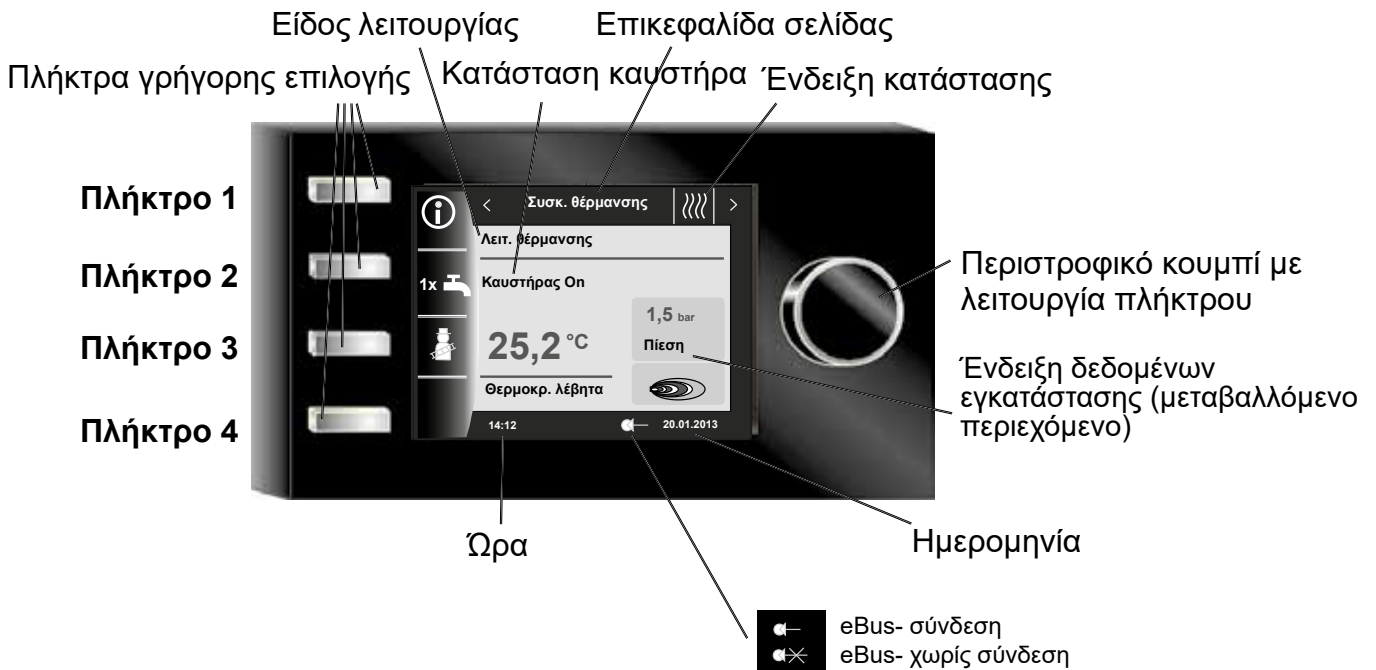 Είδος λειτουργίας
Επικεφαλίδα σελίδας
Πλήκτρα γρήγορης επιλογής
Κατάσταση καυστήρα
Ένδειξη κατάστασης
Πλήκτρο 1
Πλήκτρο 2
Πλήκτρο 3
Πλήκτρο 4
< Συσκ. θέρμανσης >
Λειτ. θέρμανσης
1x
Καυστήρας On
1,5 bar
Πίεση
25,2 °C
Θερμοκρ. λέβητα
14:12
20.01.2013
Περιστροφικό κουμπί με
λειτουργία πλήκτρου
Ένδειξη δεδομένων
εγκατάστασης (μεταβαλλόμενο
περιεχόμενο)
Ώρα
Ημερομηνία
eBus- σύνδεση
eBus- χωρίς σύνδεση